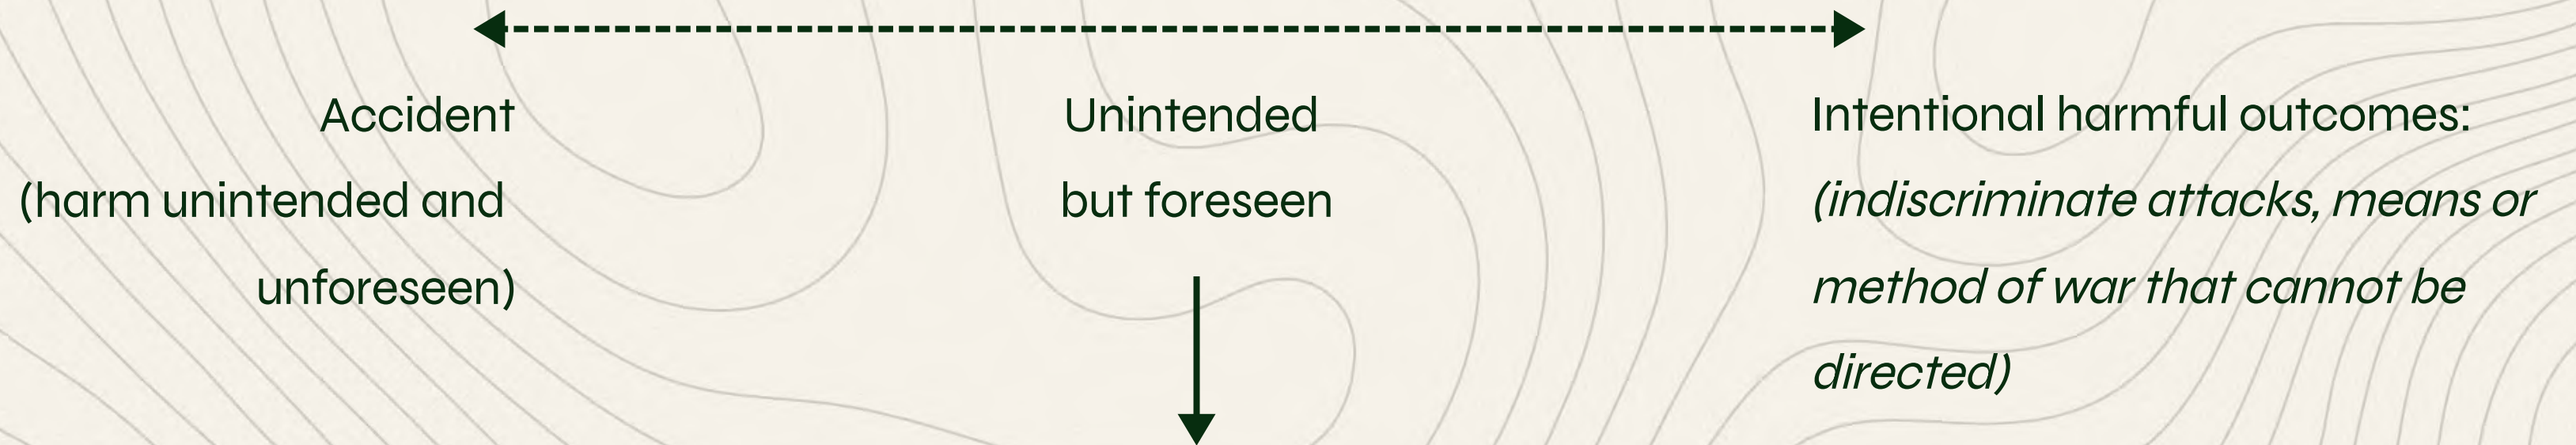 Accident
(harm unintended and
unforeseen)
Unintended
but foreseen
Intentional harmful outcomes:
(indiscriminate attacks, means or
method of war that cannot be
directed)